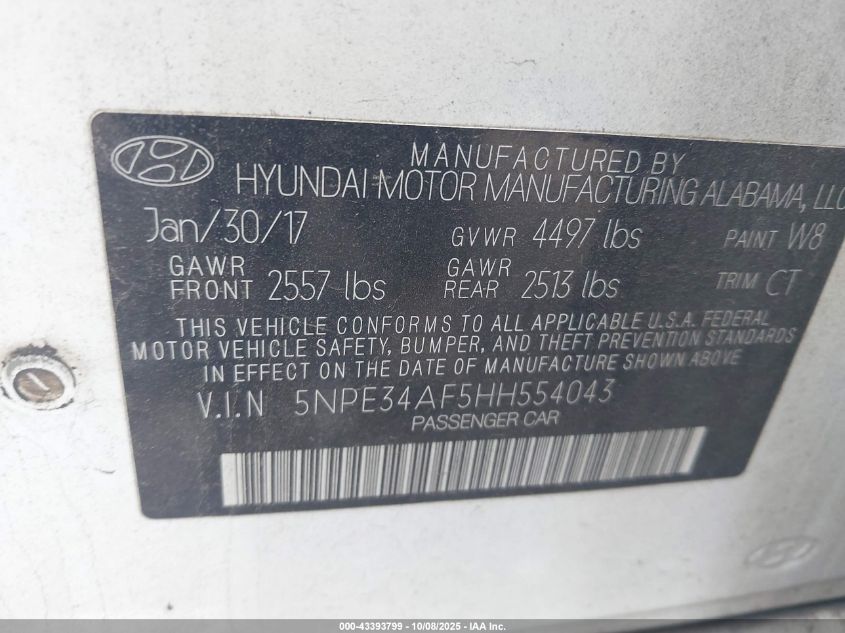 MANUFACTURED BY
HYUNDAI MOTOR MANUFACTURING ALABAMA, LLC
Jan/30/17 GVWR 4497 lbs PAINT W8
GAWR FRONT 2557 lbs GAWR REAR 2513 lbs TRIM CT
THIS VEHICLE CONFORMS TO ALL APPLICABLE U.S.A. FEDERAL
MOTOR VEHICLE SAFETY, BUMPER, AND THEFT PREVENTION STANDARDS
IN EFFECT ON THE DATE OF MANUFACTURE SHOWN ABOVE
V.I.N 5NPE34AF5HH554043
PASSENGER CAR
000-43393799 - 10/08/2025 - IAA Inc.